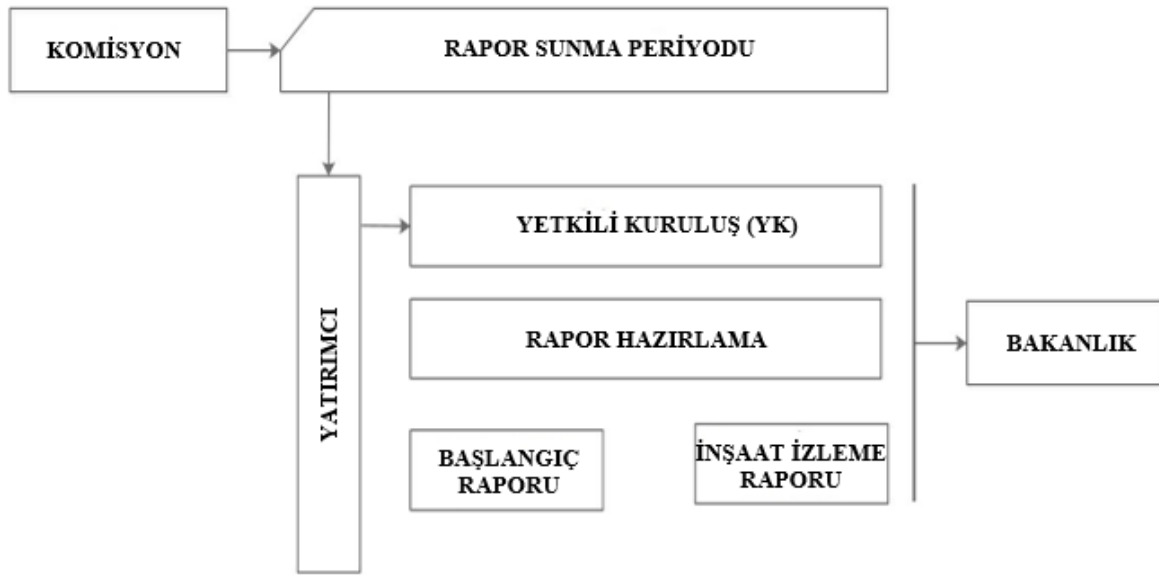 KOMİSYON
RAPOR SUNMA PERİYODU
YATIRIMCI
YETKİLİ KURULUŞ (YK)
RAPOR HAZIRLAMA
BAŞLANGIÇ
RAPORU
İNŞAAT İZLEME
RAPORU
BAKANLIK